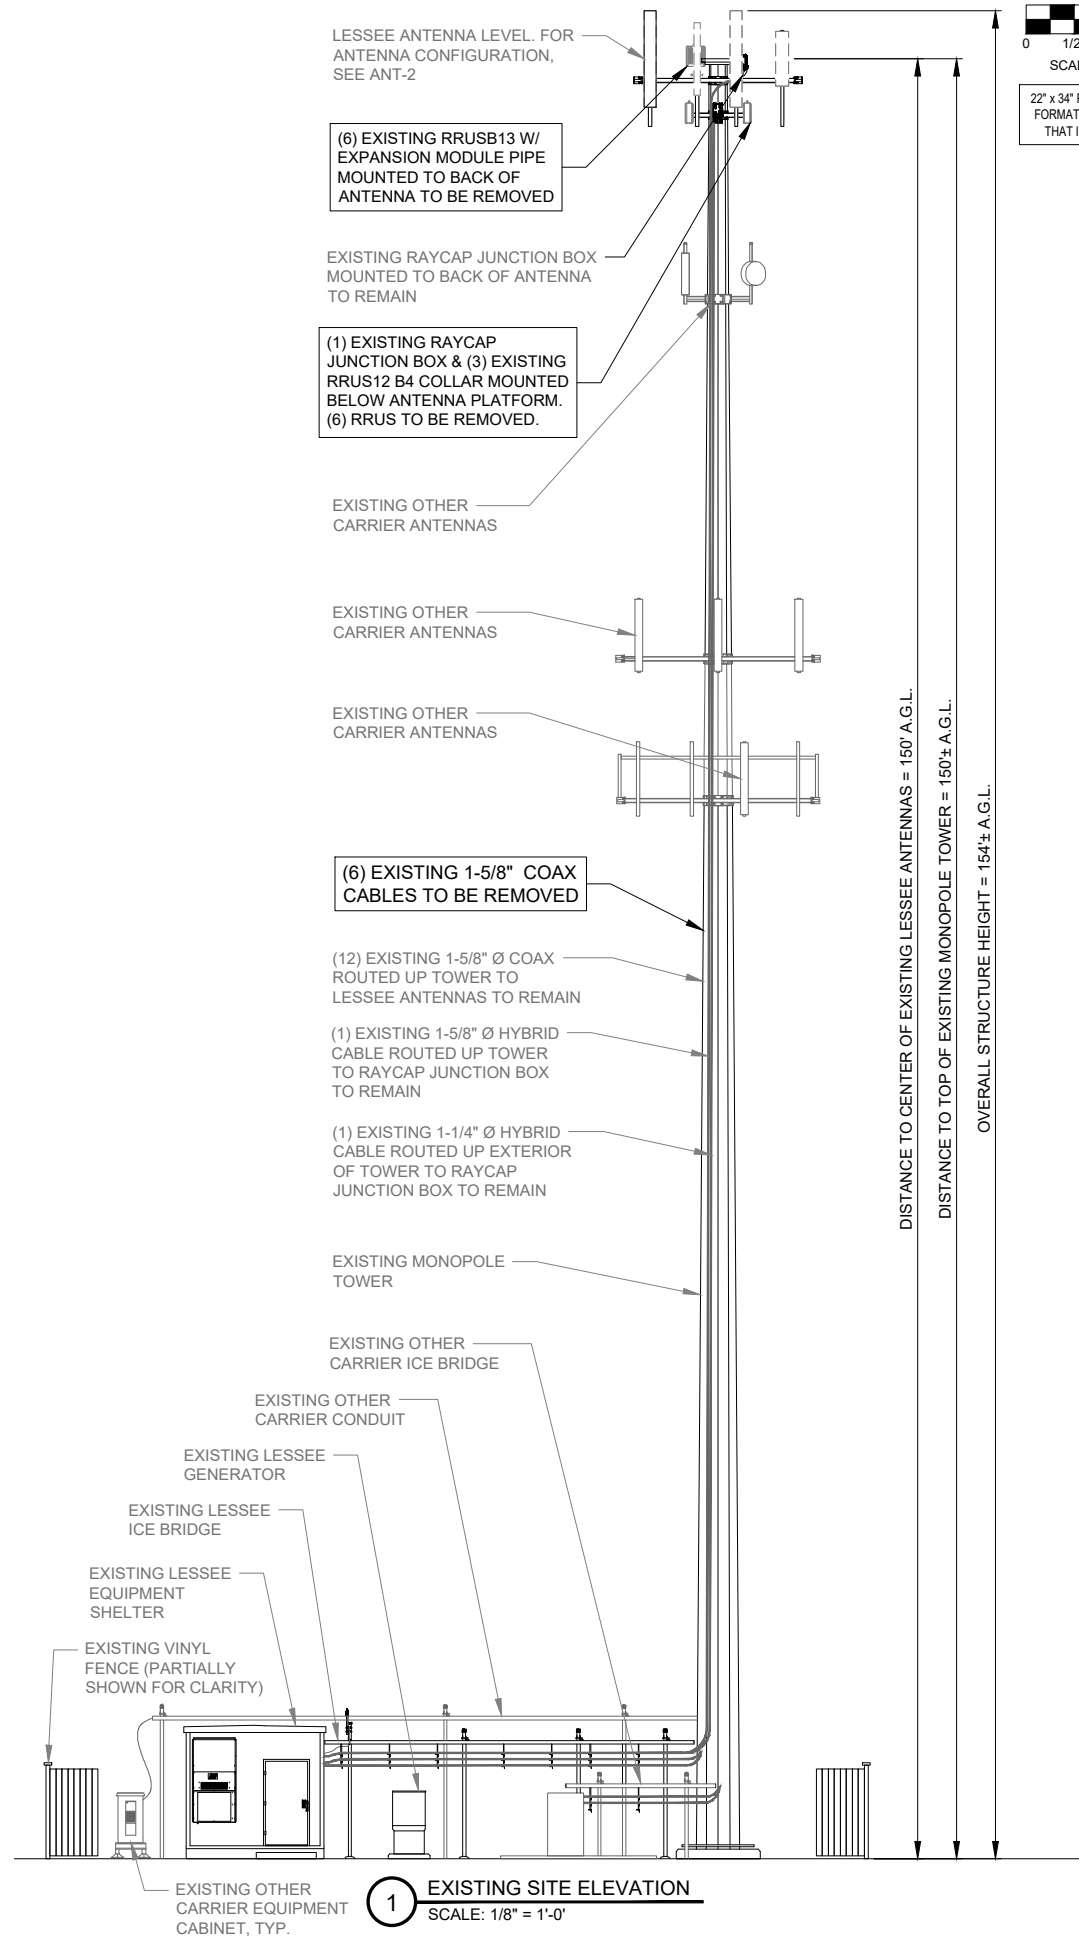 LESSEE ANTENNA LEVEL. FOR
ANTENNA CONFIGURATION,
SEE ANT-2
(6) EXISTING RRUSB13 W/
EXPANSION MODULE PIPE
MOUNTED TO BACK OF
ANTENNA TO BE REMOVED
EXISTING RAYCAP JUNCTION BOX
MOUNTED TO BACK OF ANTENNA
TO REMAIN
(1) EXISTING RAYCAP
JUNCTION BOX & (3) EXISTING
RRUS12 B4 COLLAR MOUNTED
BELOW ANTENNA PLATFORM.
(6) RRUS TO BE REMOVED.
EXISTING OTHER
CARRIER ANTENNAS
EXISTING OTHER
CARRIER ANTENNAS
EXISTING OTHER
CARRIER ANTENNAS
(6) EXISTING 1-5/8" COAX
CABLES TO BE REMOVED
(12) EXISTING 1-5/8" Ø COAX
ROUTED UP TOWER TO
LESSEE ANTENNAS TO REMAIN
(1) EXISTING 1-5/8" Ø HYBRID
CABLE ROUTED UP TOWER
TO RAYCAP JUNCTION BOX
TO REMAIN
(1) EXISTING 1-1/4" Ø HYBRID
CABLE ROUTED UP EXTERIOR
OF TOWER TO RAYCAP
JUNCTION BOX TO REMAIN
EXISTING MONOPOLE
TOWER
EXISTING OTHER
CARRIER ICE BRIDGE
EXISTING OTHER
CARRIER CONDUIT
EXISTING LESSEE
GENERATOR
EXISTING LESSEE
ICE BRIDGE
EXISTING LESSEE
EQUIPMENT
SHELTER
EXISTING VINYL
FENCE (PARTIALLY
SHOWN FOR CLARITY)
EXISTING OTHER
CARRIER EQUIPMENT
CABINET, TYP.
DISTANCE TO CENTER OF EXISTING LESSEE ANTENNAS = 150' A.G.L.
DISTANCE TO TOP OF EXISTING MONOPOLE TOWER = 150'± A.G.L.
OVERALL STRUCTURE HEIGHT = 154'± A.G.L.
0 1/2
SCA
22" x 34"
FORMAT
THAT
1
EXISTING SITE ELEVATION
SCALE: 1/8" = 1'-0'